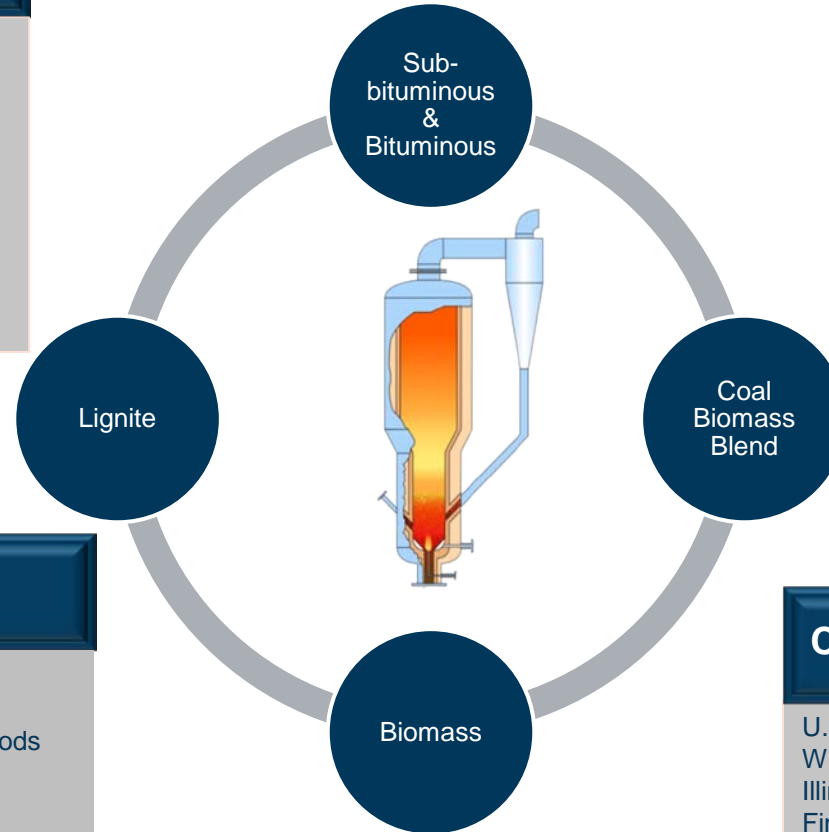 Sub-
bituminous
&
Bituminous
Lignite
Coal
Biomass
Blend
Biomass